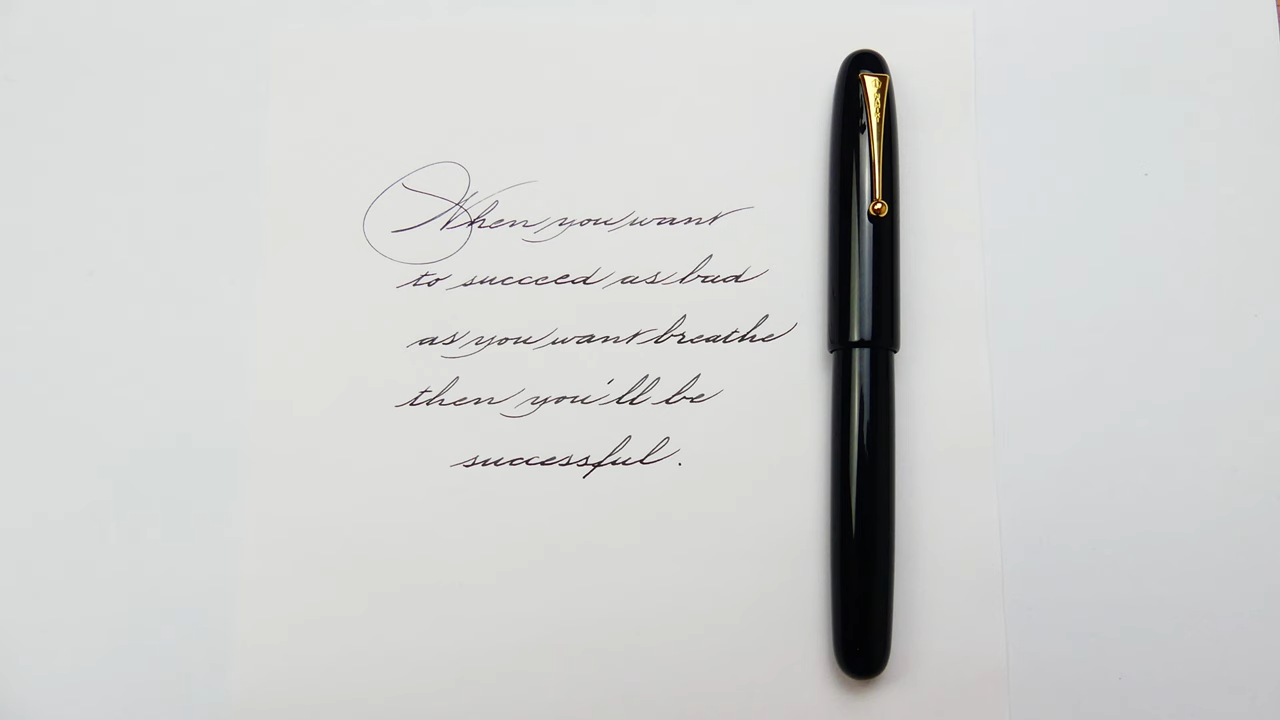 When you want
to succeed as bad
as you want breathe
then you'll be
successful.